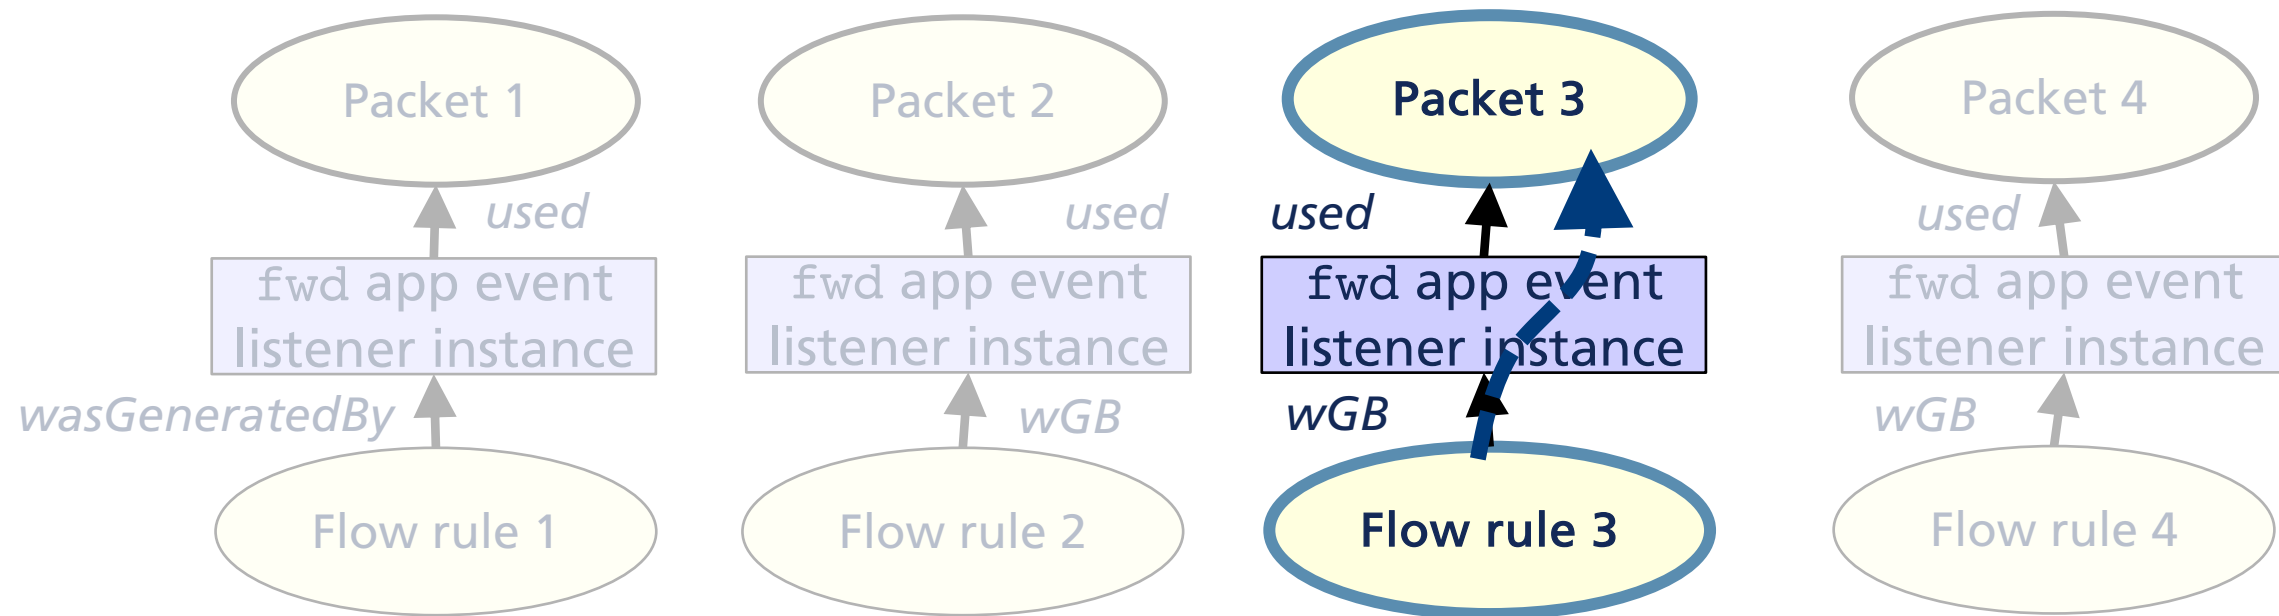 Packet 1
Packet 2
Packet 3
Packet 4
used
used
used
used
fwd app event
listener instance
fwd app event
listener instance
fwd app event
listener instance
fwd app event
listener instance
wasGeneratedBy
wGB
wGB
wGB
Flow rule 1
Flow rule 2
Flow rule 3
Flow rule 4